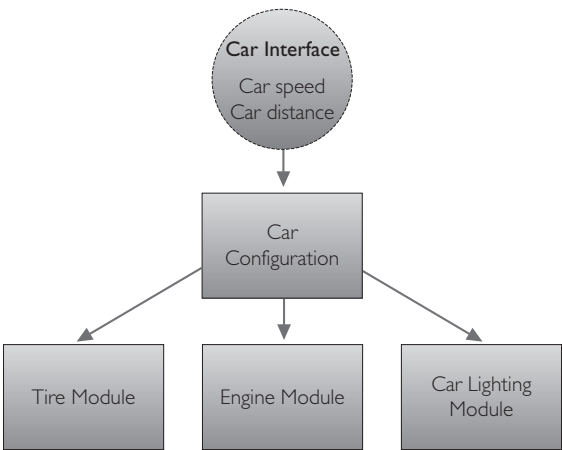 Car Interface
Car speed
Car distance
Car
Configuration
Tire Module
Engine Module
Car Lighting
Module